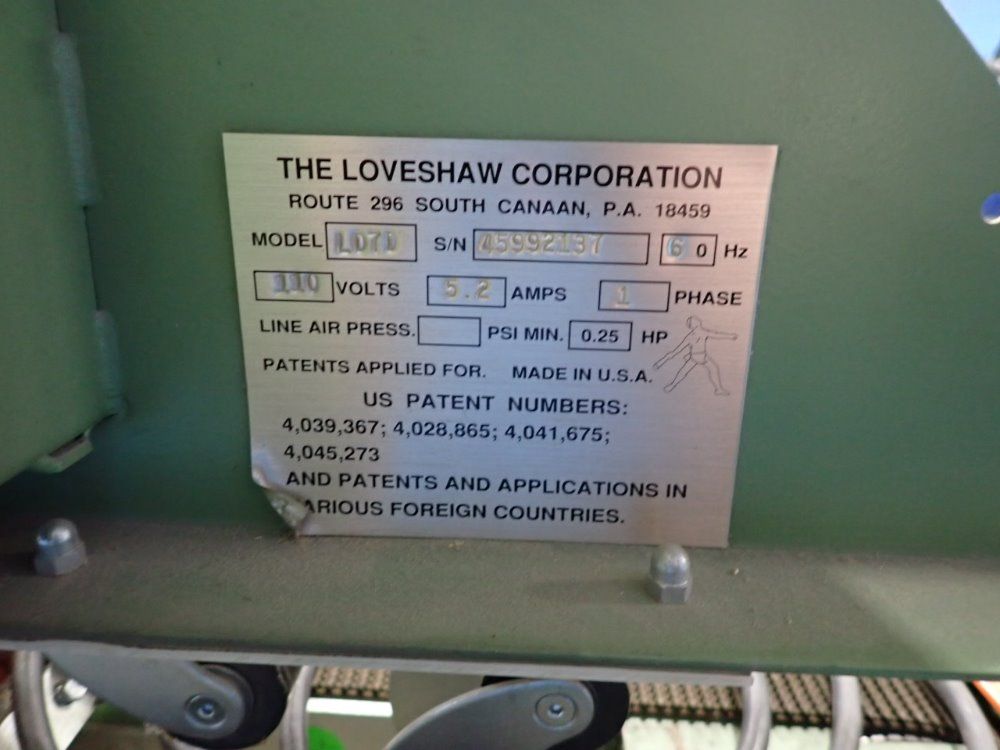 THE LOVESHAW CORPORATION
ROUTE 296 SOUTH CANAAN, P.A. 18459
MODEL LD7D S/N 45992137 60 Hz
110 VOLTS 5.2 AMPS 1 PHASE
LINE AIR PRESS. PSI MIN. 0.25 HP
PATENTS APPLIED FOR. MADE IN U.S.A.
US PATENT NUMBERS:
4,039,367; 4,028,865; 4,041,675;
4,045,273
AND PATENTS AND APPLICATIONS IN
ARIOUS FOREIGN COUNTRIES.